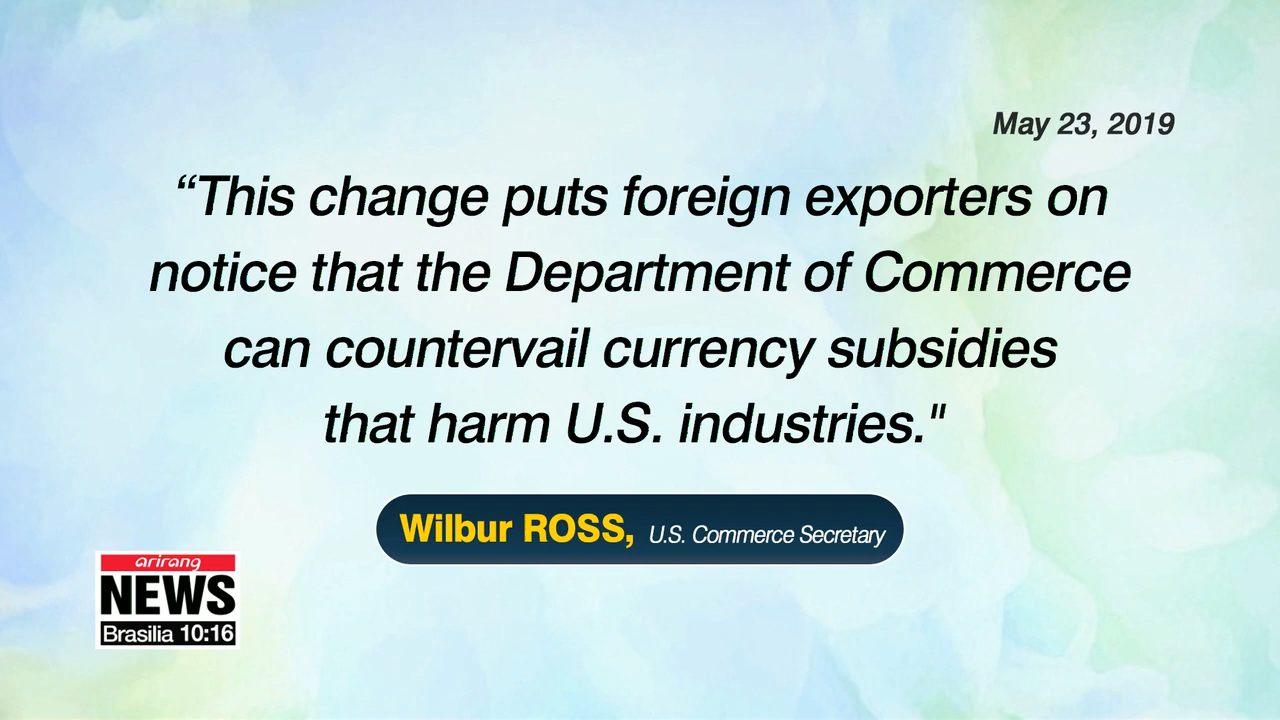 May 23, 2019
“This change puts foreign exporters on
notice that the Department of Commerce
can countervail currency subsidies
that harm U.S. industries."
Wilbur ROSS, U.S. Commerce Secretary
arirang
NEWS
Brasilia 10:16